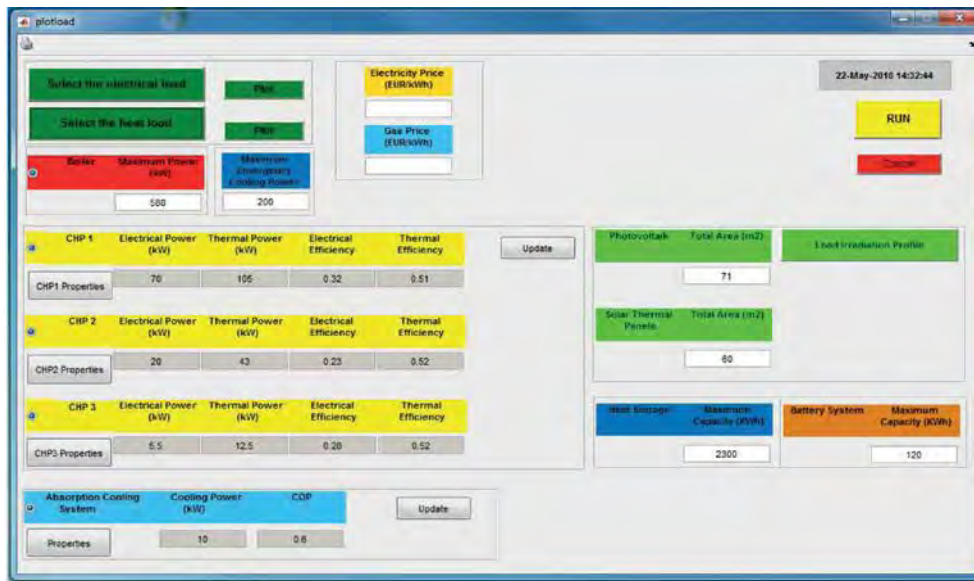 plotload
Select the electrical load
Plot
Select the heat load
Plot
Electricity Price
(EUR/kWh)
Gas Price
(EUR/kWh)
22-May-2016 14:32:44
RUN
Cancel
Boiler Maximum Power
(kW)
580
Maximum
Emergency
Cooling Power
200
CHP 1 Electrical Power
(kW) Thermal Power
(kW) Electrical
Efficiency Thermal
Efficiency
CHP1 Properties 70 105 0.32 0.51
Update
CHP 2 Electrical Power
(kW) Thermal Power
(kW) Electrical
Efficiency Thermal
Efficiency
CHP2 Properties 20 43 0.23 0.52
CHP 3 Electrical Power
(kW) Thermal Power
(kW) Electrical
Efficiency Thermal
Efficiency
CHP3 Properties 5.5 12.5 0.28 0.52
Photovoltaik Total Area (m2)
71
Load Irradiation Profile
Solar Thermal
Panels Total Area (m2)
60
Heat Storage Maximum
Capacity (KWh)
2300
Battery System Maximum
Capacity (KWh)
120
Absorption Cooling
System Cooling Power
(kW) COP
Properties 10 0.6
Update